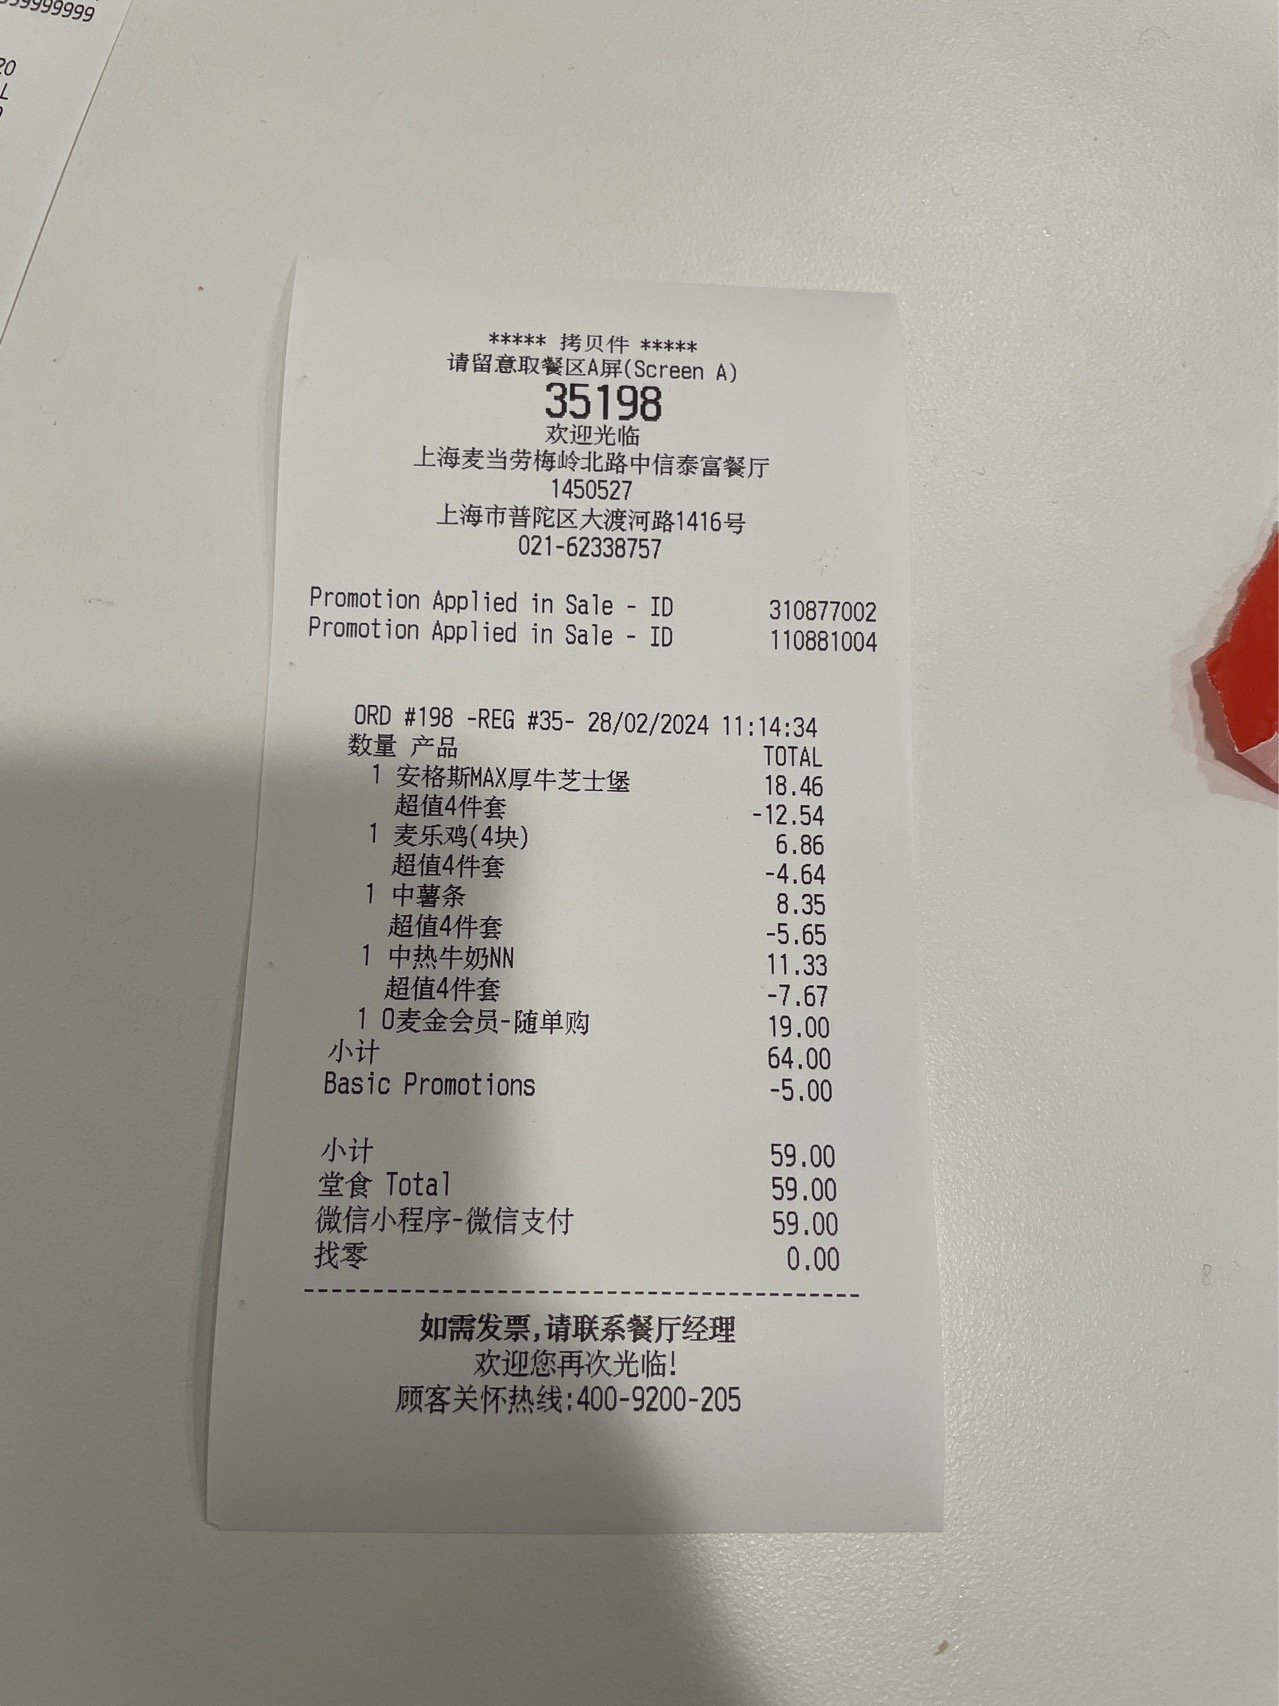 99999999
20
L
***** 拷贝件 *****
请留意取餐区A屏(Screen A)
35198
欢迎光临
上海麦当劳梅岭北路中信泰富餐厅
1450527
上海市普陀区大渡河路1416号
021-62338757
Promotion Applied in Sale - ID 310877002
Promotion Applied in Sale - ID 110881004
ORD #198 -REG #35- 28/02/2024 11:14:34
数量 产品 TOTAL
1 安格斯MAX厚牛芝士堡 18.46
超值4件套 -12.54
1 麦乐鸡(4块) 6.86
超值4件套 -4.64
1 中薯条 8.35
超值4件套 -5.65
1 中热牛奶NN 11.33
超值4件套 -7.67
1 O麦金会员-随单购 19.00
小计 64.00
Basic Promotions -5.00
小计 59.00
堂食 Total 59.00
微信小程序-微信支付 59.00
找零 0.00
如需发票,请联系餐厅经理
欢迎您再次光临!
顾客关怀热线:400-9200-205